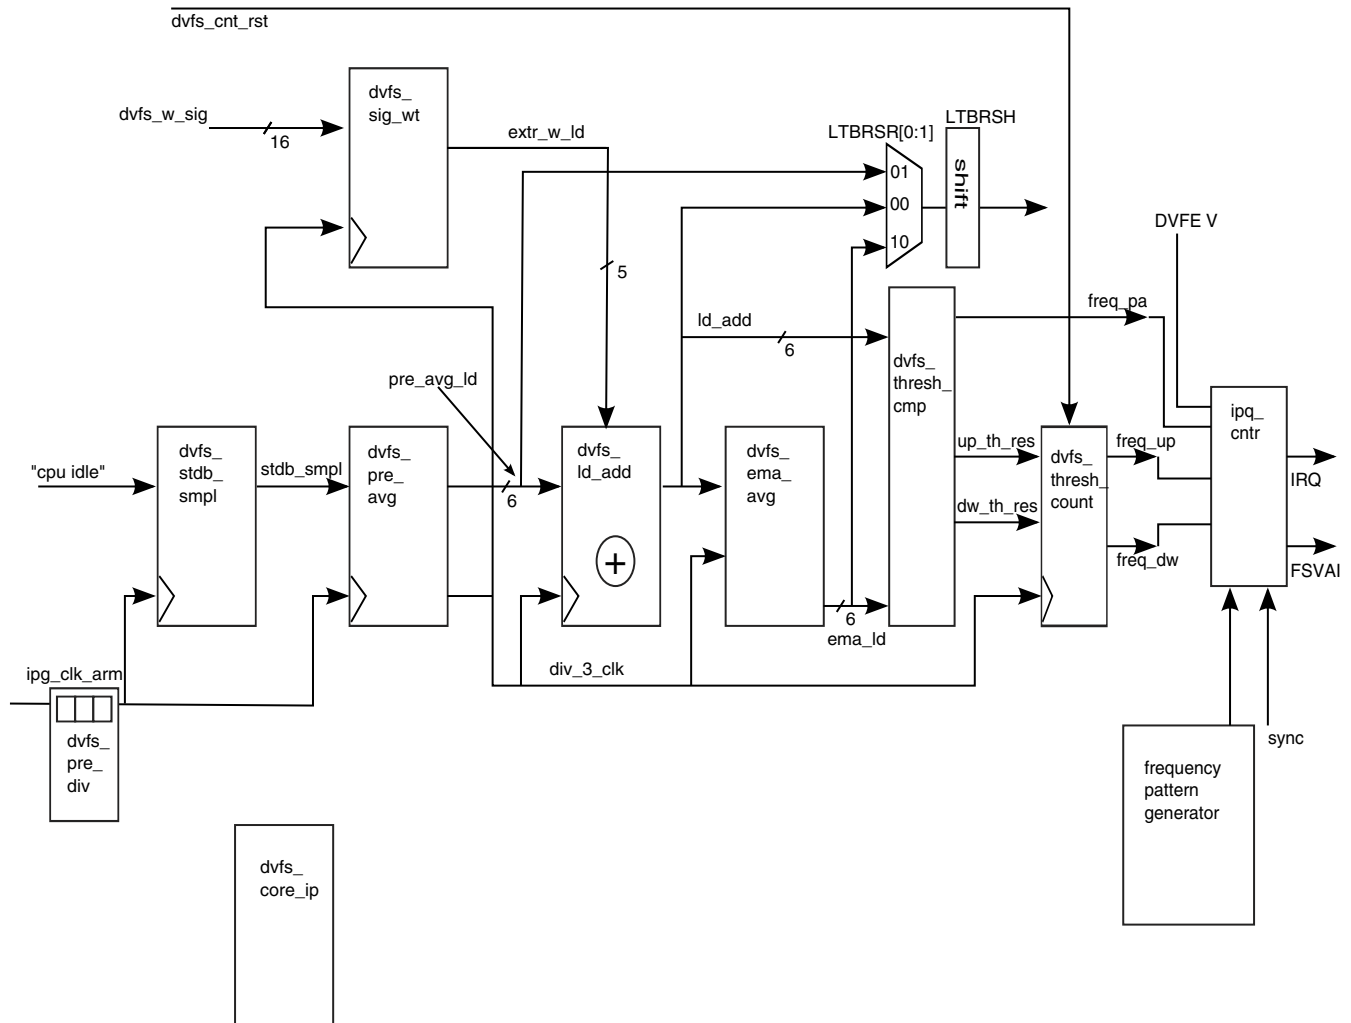 dvfs_cnt_rst
dvfs_
sig_wt
dvfs_w_sig
16
extr_w_ld
5
LTBRSR[0:1]
LTBRSH
01
00
10
shift
DVFE V
freq_pa
ld_add
6
dvfs_
thresh_
cmp
pre_avg_ld
6
"cpu idle"
dvfs_
stdb_
smpl
stdb_smpl
dvfs_
pre_
avg
dvfs_
ld_add
+
dvfs_
ema_
avg
up_th_res
dw_th_res
dvfs_
thresh_
count
freq_up
freq_dw
ipq_
cntr
IRQ
FSVAI
6
ema_ld
div_3_clk
ipg_clk_arm
dvfs_
pre_
div
sync
frequency
pattern
generator
dvfs_
core_ip